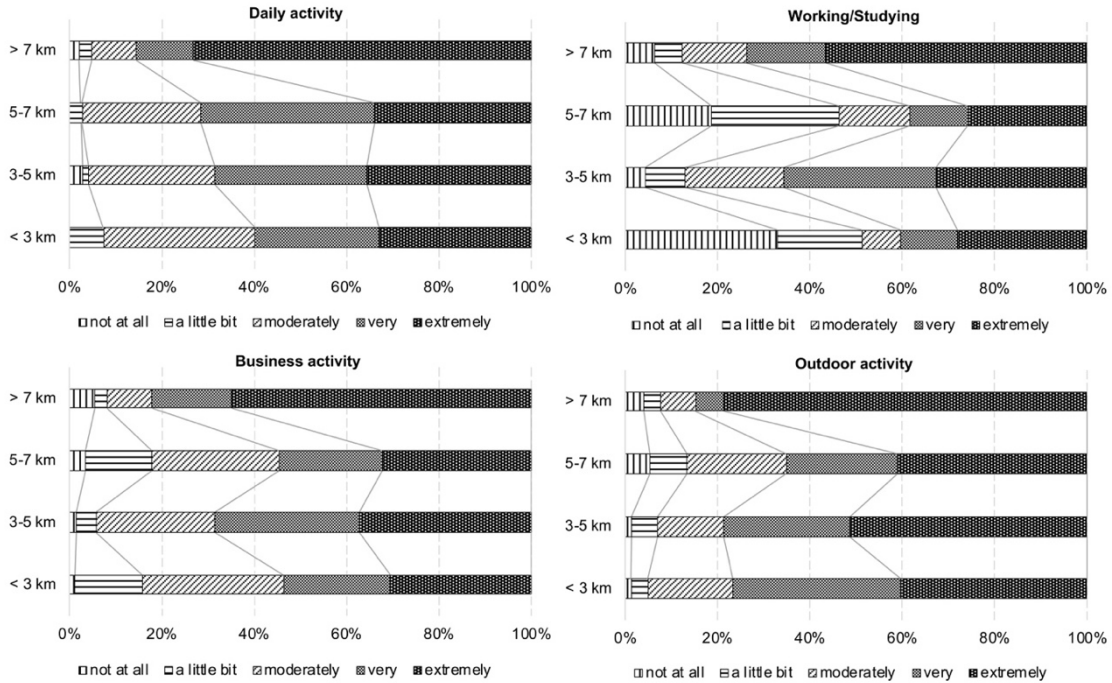 Daily activity
> 7 km
5-7 km
3-5 km
< 3 km
0% 20% 40% 60% 80% 100%
not at all a little bit moderately very extremely
Working/Studying
> 7 km
5-7 km
3-5 km
< 3 km
0% 20% 40% 60% 80% 100%
not at all a little bit moderately very extremely
Business activity
> 7 km
5-7 km
3-5 km
< 3 km
0% 20% 40% 60% 80% 100%
not at all a little bit moderately very extremely
Outdoor activity
> 7 km
5-7 km
3-5 km
< 3 km
0% 20% 40% 60% 80% 100%
not at all a little bit moderately very extremely